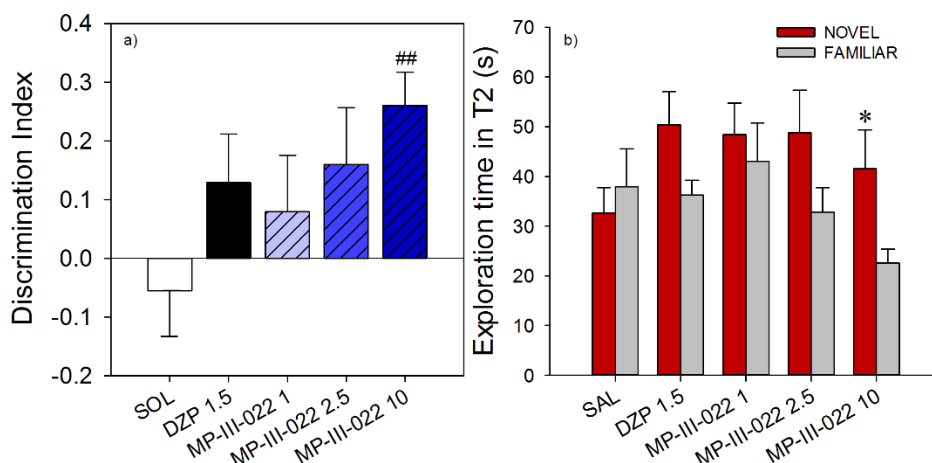 a)
Discrimination Index
0.4
0.3
0.2
0.1
0.0
-0.1
-0.2
##
SOL
DZP 1.5
MP-III-022 1
MP-III-022 2.5
MP-III-022 10
b)
Exploration time in T2 (s)
70
60
50
40
30
20
10
0
NOVEL
FAMILIAR
*
SAL
DZP 1.5
MP-III-022 1
MP-III-022 2.5
MP-III-022 10